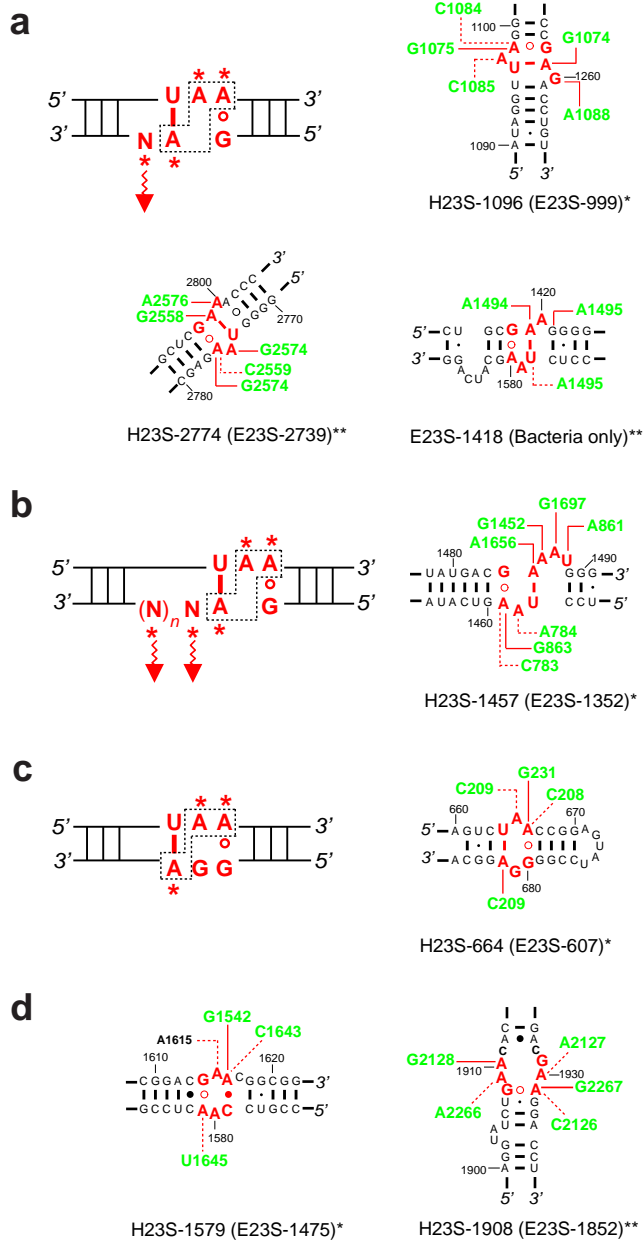 a
5’ U A A 3’
3’ N A G 5’
* * * *
C1084
G1075
C1085
G1074
A1088
1100
1260
1090
G C
G C
A G
A U A
U G
U A
G C
G C
U U
A G
A U
5’ 3’
H23S-1096 (E23S-999)*
A2576
G2558
2800
3’
5’
2770
G2574
C2559
G2574
2780
H23S-2774 (E23S-2739)**
A1494
1420
A1495
5’ C U G C G A A G G G G
3’ G G A U C A G C A A U C C U C
1580
A1495
E23S-1418 (Bacteria only)**
b
5’ U A A 3’
3’ (N)n N A G 5’
* * * * *
G1697
G1452
A861
A1656
1480
1490
U A U G A C G A A A U G G G
A U A C U G A A U U C C
1460
A784
G863
C783
H23S-1457 (E23S-1352)*
c
5’ U A A 3’
3’ A G G 5’
* * *
G231
C209
C208
660
670
5’ A G U C U A A C C G G A G
3’ C A G G A G G G G C C U A U
680
C209
H23S-664 (E23S-607)*
d
G1542
A1615
C1643
1610
1620
C G G A C G A A C G G C G G 3’
G C C U C A A C G U C C 5’
1580
U1645
H23S-1579 (E23S-1475)*
G2128
A2127
1910
1930
G2267
A2266
C2126
1900
5’ 3’
H23S-1908 (E23S-1852)**